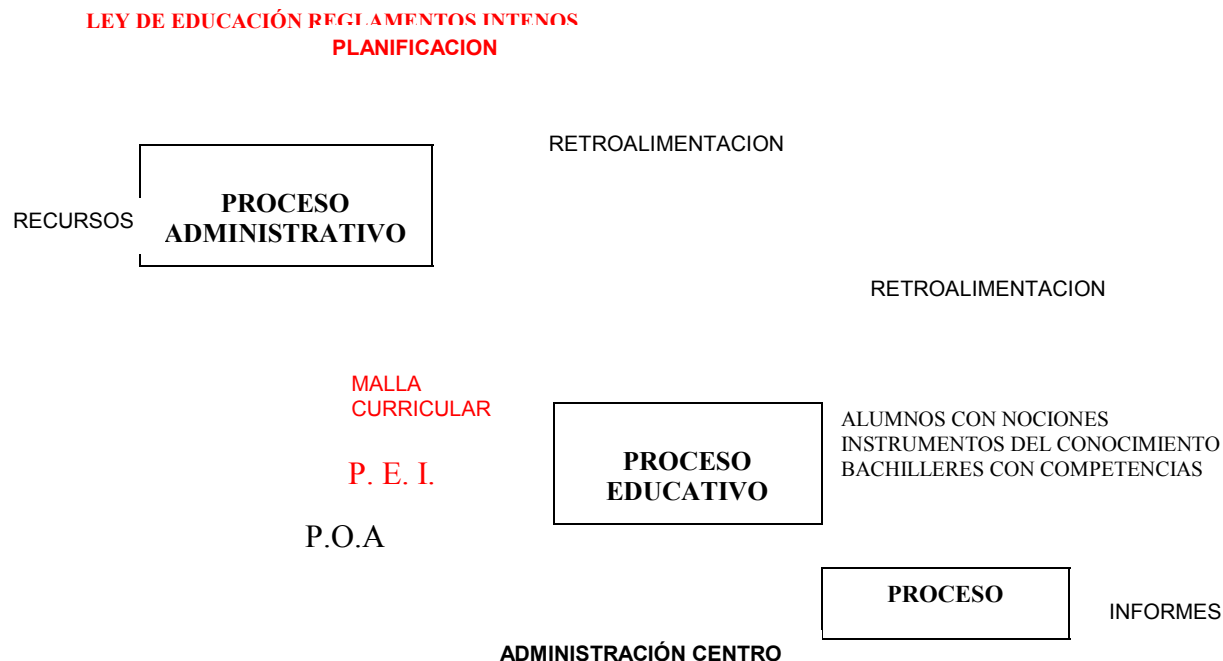 LEY DE EDUCACIÓN REGLAMENTOS INTENOS
PLANIFICACION
RETROALIMENTACION
PROCESO
ADMINISTRATIVO
RECURSOS
RETROALIMENTACION
MALLA
CURRICULAR
P. E. I.
P.O.A
PROCESO
EDUCATIVO
ALUMNOS CON NOCIONES
INSTRUMENTOS DEL CONOCIMIENTO
BACHILLERES CON COMPETENCIAS
PROCESO
INFORMES
ADMINISTRACIÓN CENTRO